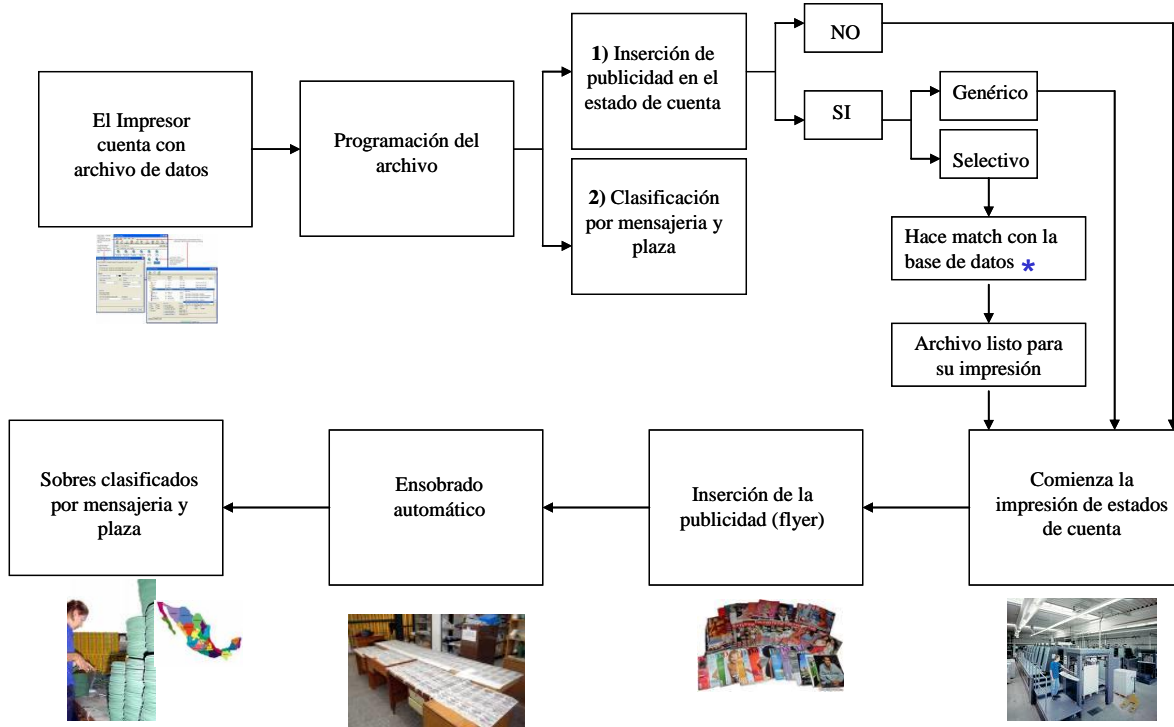 El Impresor
cuenta con
archivo de datos
Programación del
archivo
1) Inserción de
publicidad en el
estado de cuenta
2) Clasificación
por mensajeria y
plaza
NO
SI
Genérico
Selectivo
Hace match con la
base de datos *
Archivo listo para
su impresión
Comienza la
impresión de estados
de cuenta
Inserción de la
publicidad (flyer)
Ensobrado
automático
Sobres clasificados
por mensajeria y
plaza